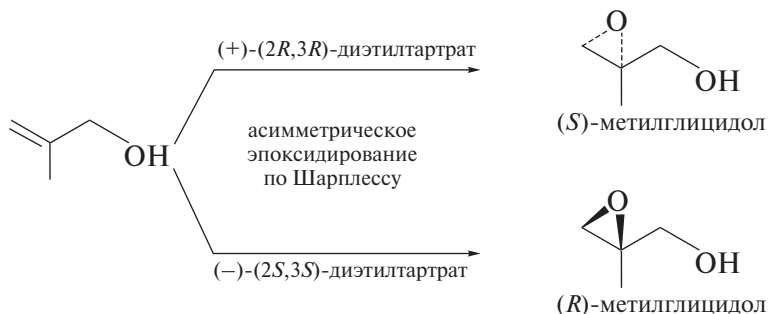 (+)-(2R,3R)-диэтилтартрат
O
OH
(S)-метилглицидол
OH
асимметрическое
эпоксидирование
по Шарплессу
O
OH
(−)-(2S,3S)-диэтилтартрат
(R)-метилглицидол